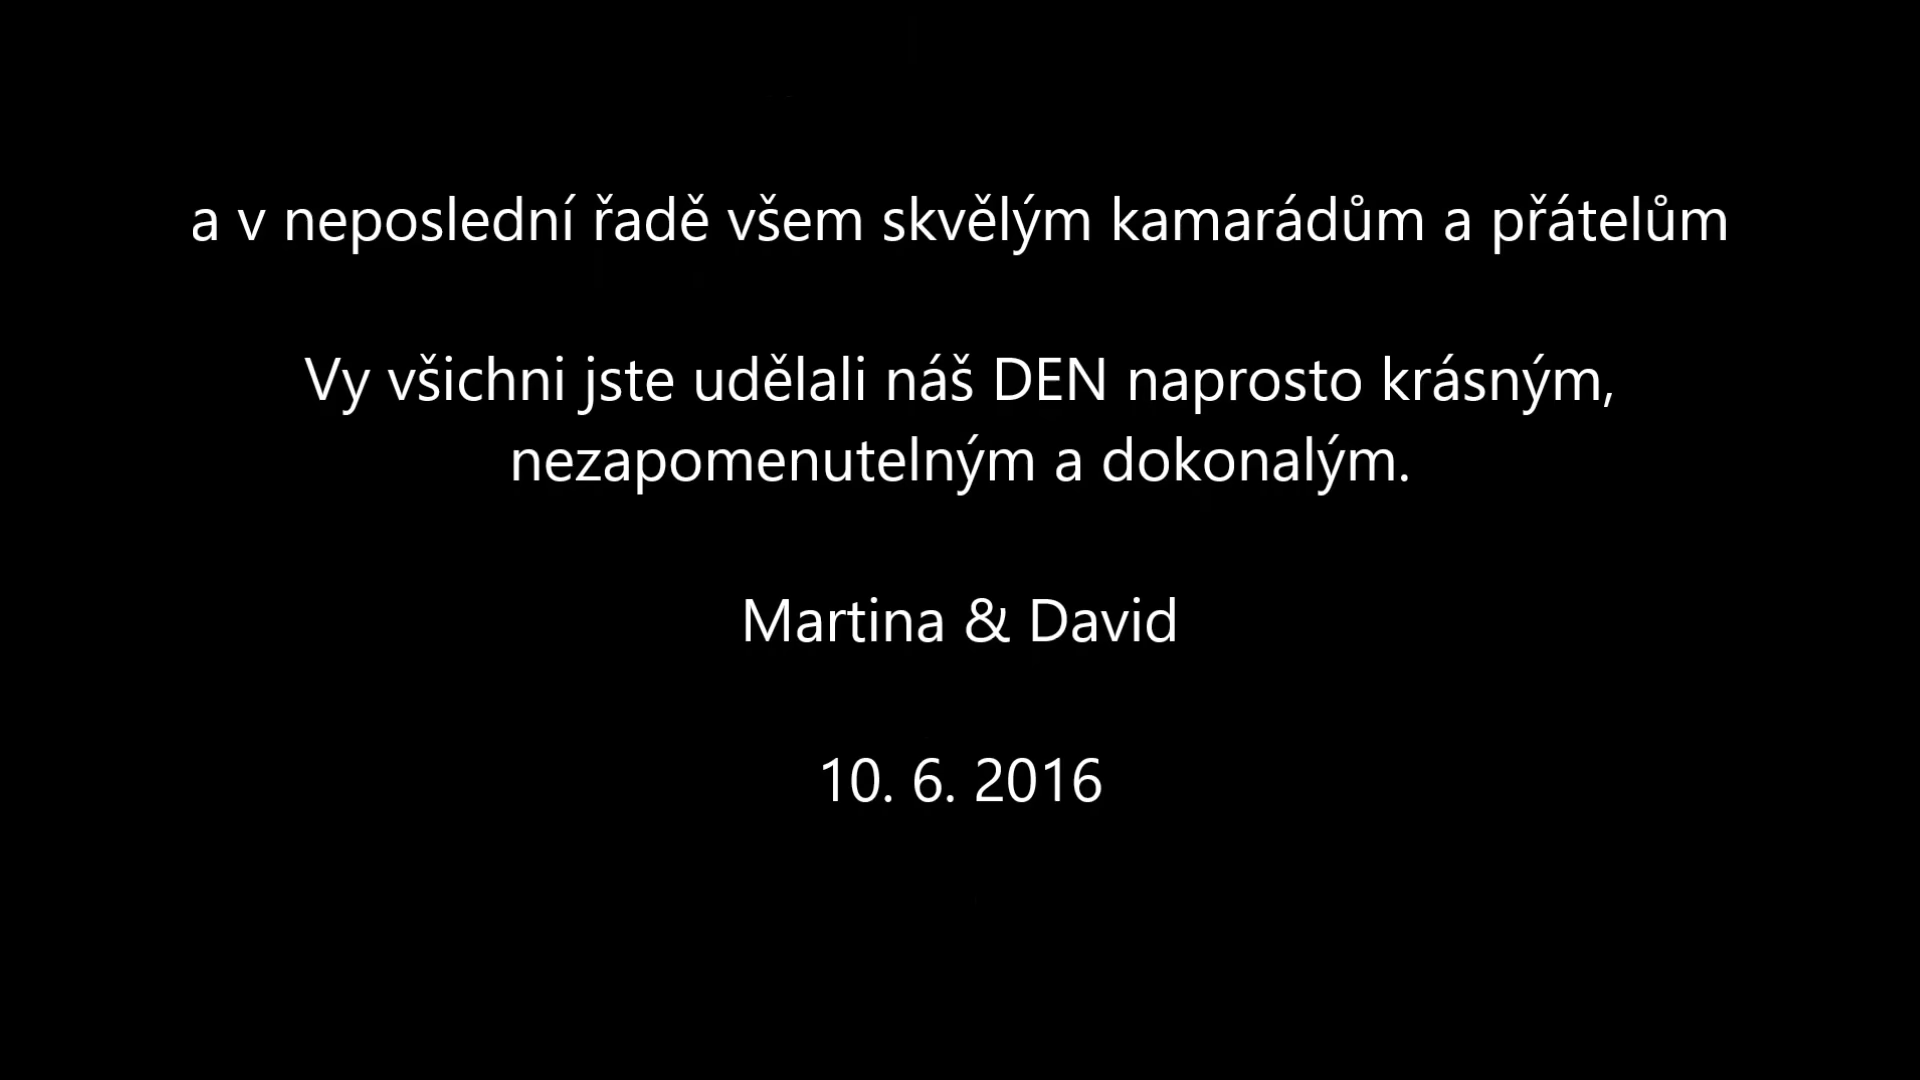 a v neposlední řadě všem skvělým kamarádům a přátelům
Vy všichni jste udělali náš DEN naprosto krásným,
nezapomenutelným a dokonalým.
Martina & David
10. 6. 2016